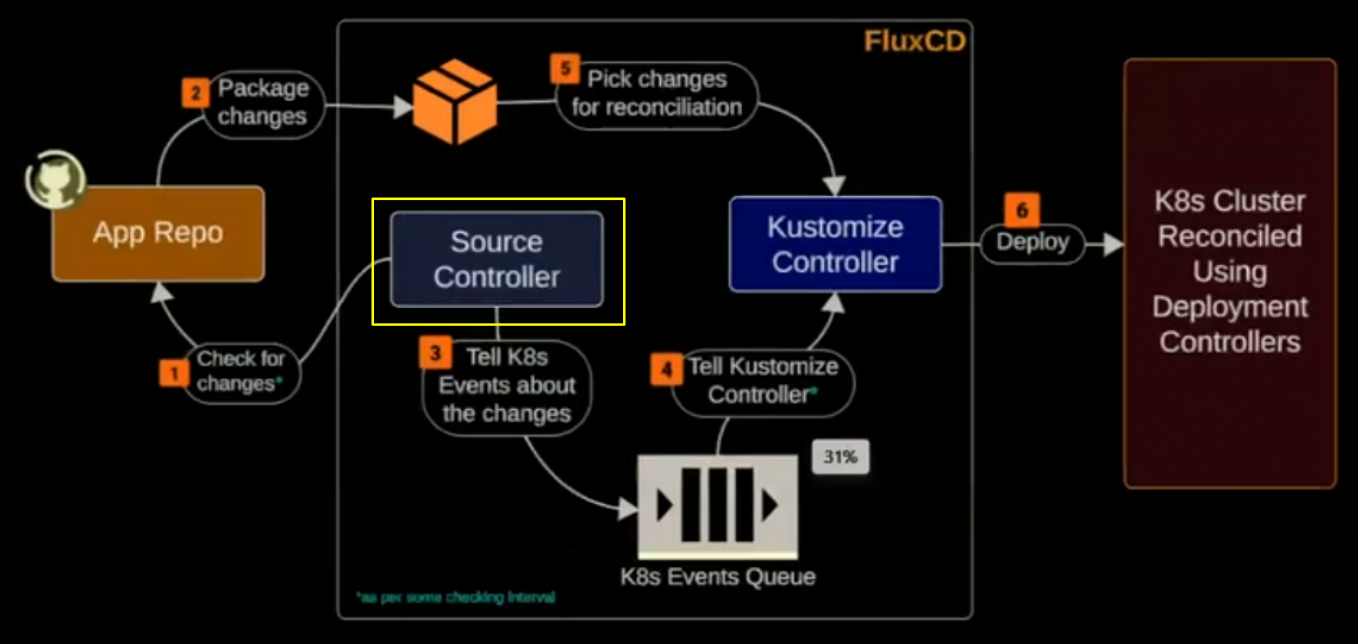 FluxCD
2
Package
changes
5
Pick changes
for reconciliation
App Repo
Source
Controller
Kustomize
Controller
6
Deploy
K8s Cluster
Reconciled
Using
Deployment
Controllers
1
Check for
changes*
3
Tell K8s
Events about
the changes
4
Tell Kustomize
Controller*
31%
K8s Events Queue
*as per some checking interval